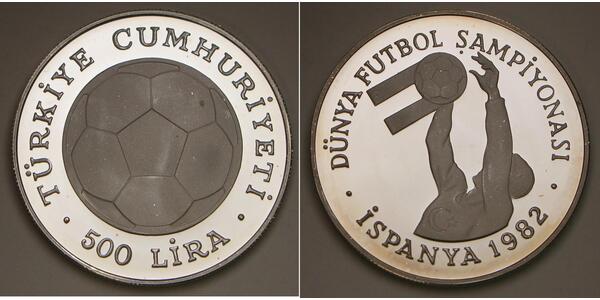 TÜRKİYE CUMHURİYETİ
500 LİRA
DÜNYA FUTBOL ŞAMPİYONASI
İSPANYA 1982